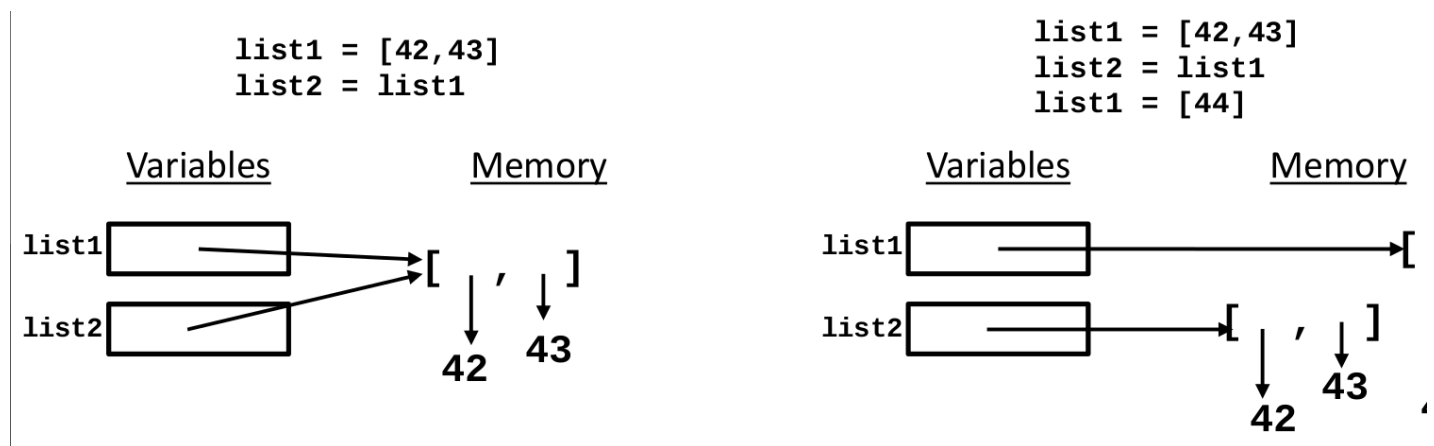 list1 = [42,43]
list2 = list1
Variables Memory
list1
[ , ]
list2
42 43
list1 = [42,43]
list2 = list1
list1 = [44]
Variables Memory
list1 [
list2 [ , ]
43
42